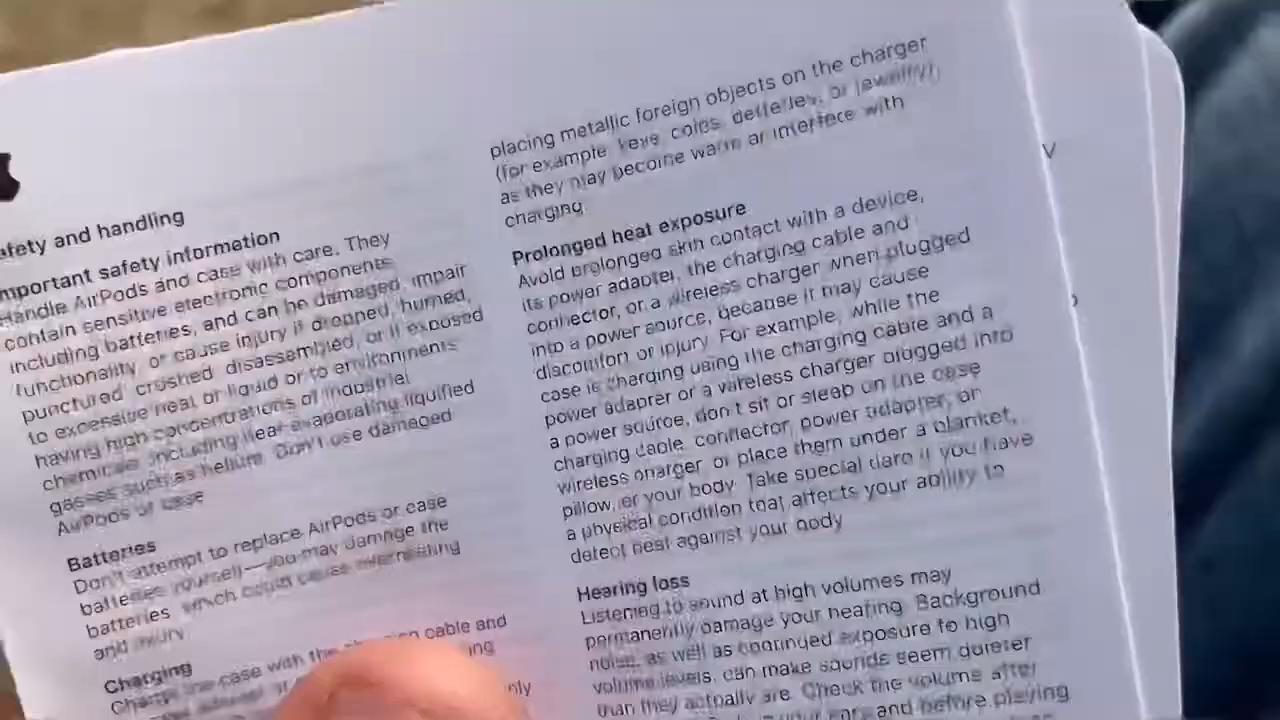 afety and handling
mportant safety information
Handle AirPods and case with care. They
contain sensitive electronic components
including batteries, and can be damaged, impair
functionality, or cause injury if dropped, burned,
punctured, crushed, disassembled, or if exposed
to excessive heat or liquid or to environments
having high concentrations of industrial
chemicals, including near evaporating liquified
gasses such as helium. Don't use damaged
AirPods or case
Batteries
Don't attempt to replace AirPods or case
batteries yourself—you may damage the
batteries, which could cause overheating
and injury
Charging
Charge the case with the cable and
placing metallic foreign objects on the charger
(for example, keys, coins, batteries, or jewellry),
as they may become warm or interfere with
charging.
Prolonged heat exposure
Avoid prolonged skin contact with a device,
its power adapter, the charging cable and
connector, or a wireless charger when plugged
into a power source, because it may cause
discomfort or injury. For example, while the
case is charging using the charging cable and a
power adapter or a wireless charger plugged into
a power source, don't sit or sleep on the case
charging cable, connector, power adapter, or
wireless charger, or place them under a blanket,
pillow, or your body. Take special care if you have
a physical condition that affects your ability to
detect heat against your body
Hearing loss
Listening to sound at high volumes may
permanently damage your hearing. Background
noise, as well as continued exposure to high
volume levels, can make sounds seem quieter
than they actually are. Check the volume after
and before playing